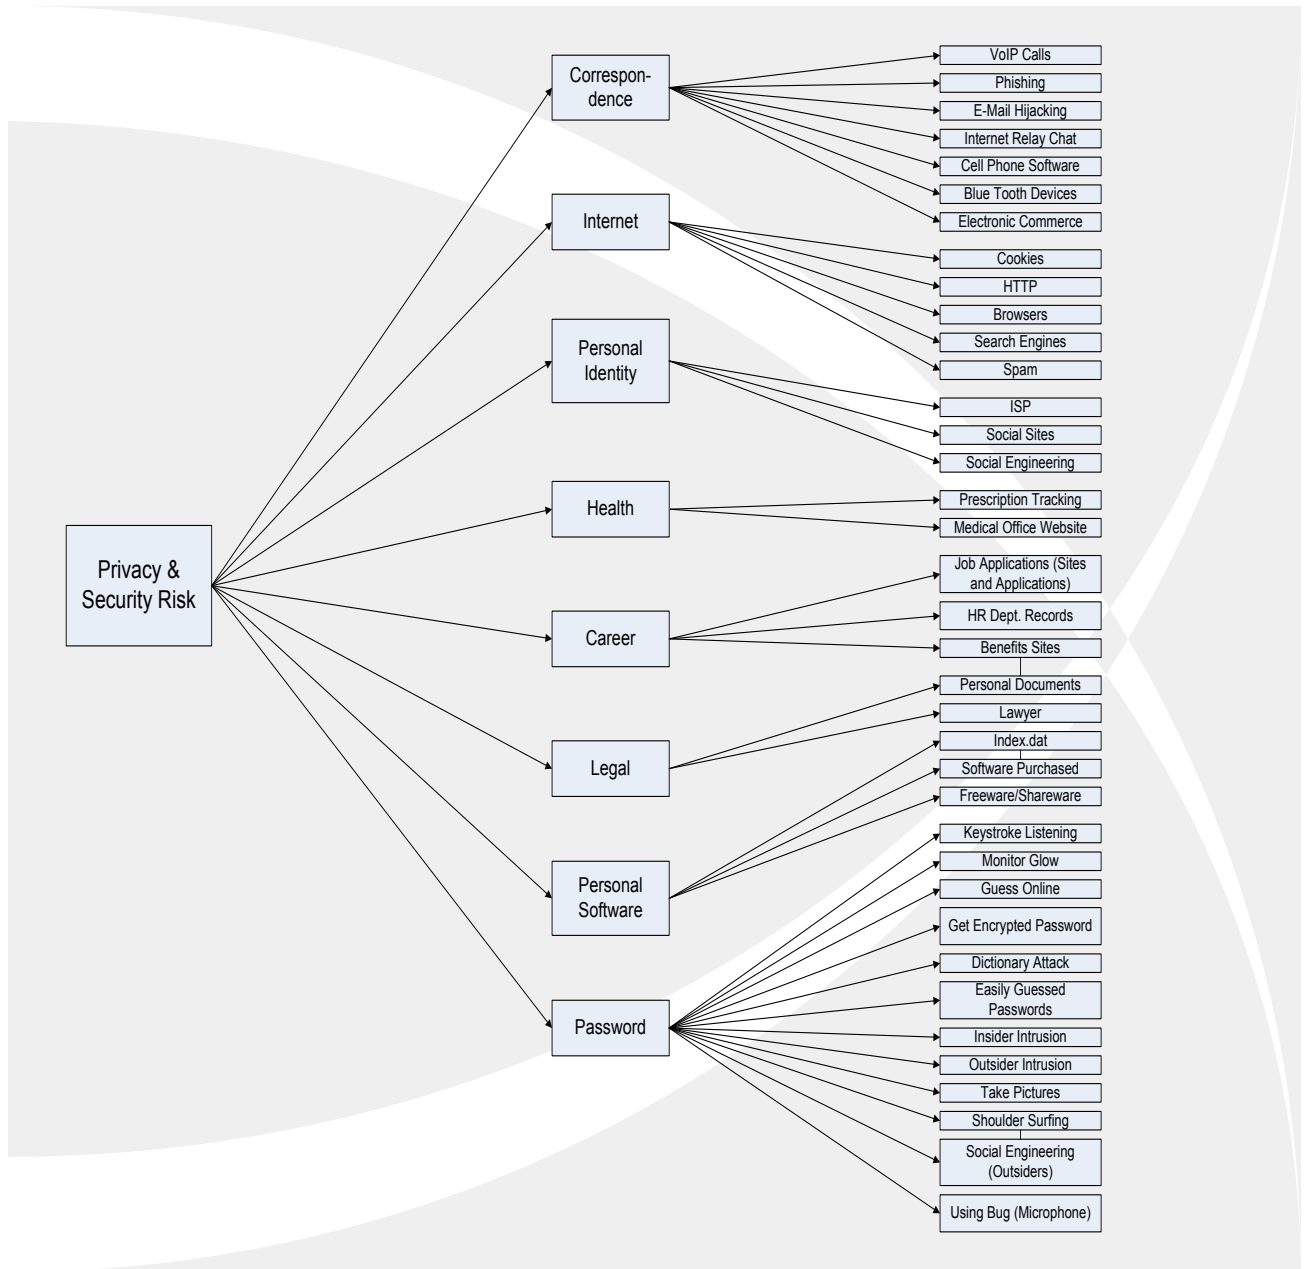 Privacy &
Security Risk
Correspon-
dence
Internet
Personal
Identity
Health
Career
Legal
Personal
Software
Password
VoIP Calls
Phishing
E-Mail Hijacking
Internet Relay Chat
Cell Phone Software
Blue Tooth Devices
Electronic Commerce
Cookies
HTTP
Browsers
Search Engines
Spam
ISP
Social Sites
Social Engineering
Prescription Tracking
Medical Office Website
Job Applications (Sites
and Applications)
HR Dept. Records
Benefits Sites
Personal Documents
Lawyer
Index.dat
Software Purchased
Freeware/Shareware
Keystroke Listening
Monitor Glow
Guess Online
Get Encrypted Password
Dictionary Attack
Easily Guessed
Passwords
Insider Intrusion
Outsider Intrusion
Take Pictures
Shoulder Surfing
Social Engineering
(Outsiders)
Using Bug (Microphone)